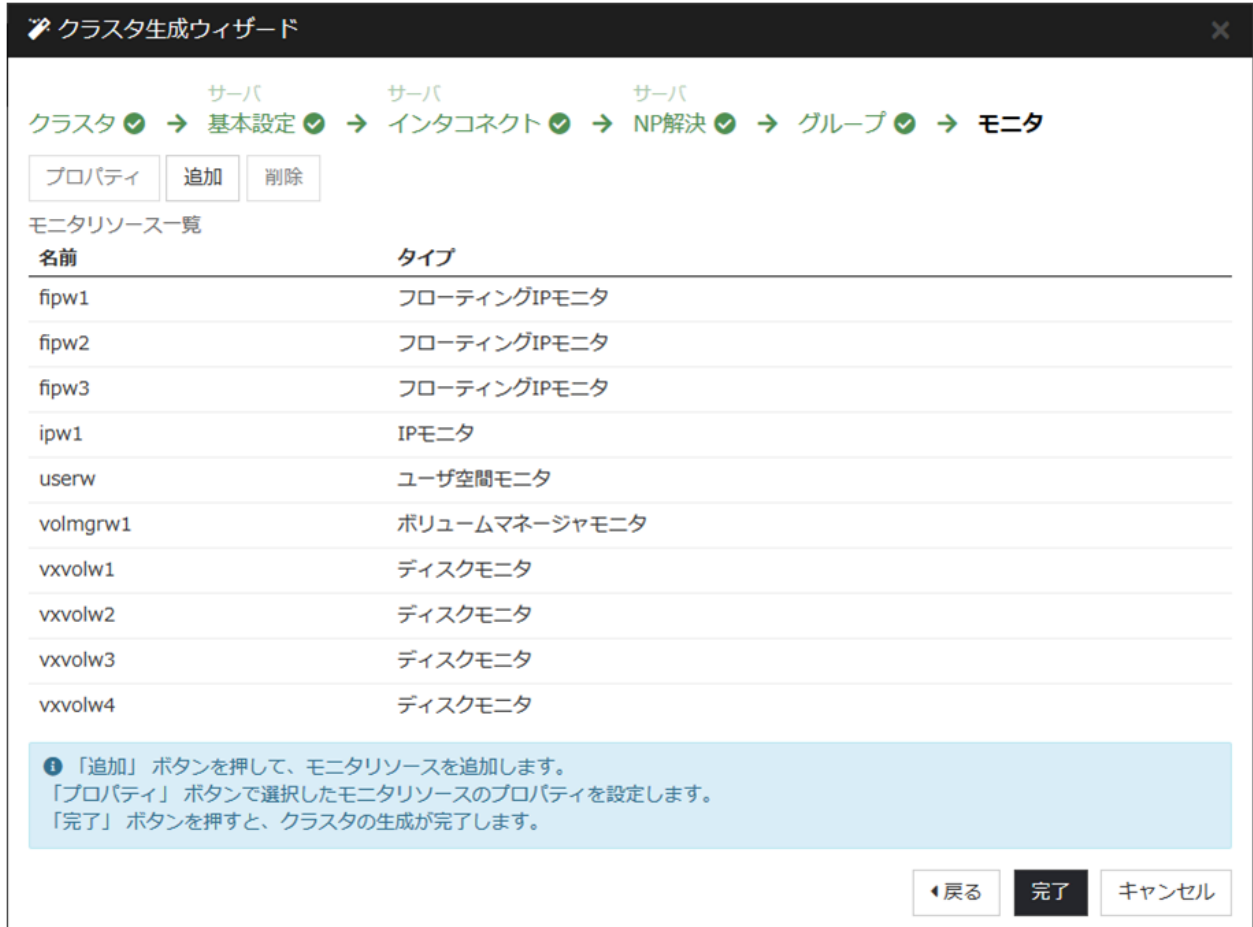 クラスタ生成ウィザード ×
サーバ サーバ サーバ
クラスタ → 基本設定 → インタコネクト → NP解決 → グループ → モニタ
プロパティ 追加 削除
モニタリソース一覧
名前 タイプ
fipw1 フローティングIPモニタ
fipw2 フローティングIPモニタ
fipw3 フローティングIPモニタ
ipw1 IPモニタ
userw ユーザ空間モニタ
volmgrw1 ボリュームマネージャモニタ
vxvolw1 ディスクモニタ
vxvolw2 ディスクモニタ
vxvolw3 ディスクモニタ
vxvolw4 ディスクモニタ
「追加」 ボタンを押して、モニタリソースを追加します。
「プロパティ」 ボタンで選択したモニタリソースのプロパティを設定します。
「完了」 ボタンを押すと、クラスタの生成が完了します。
戻る 完了 キャンセル